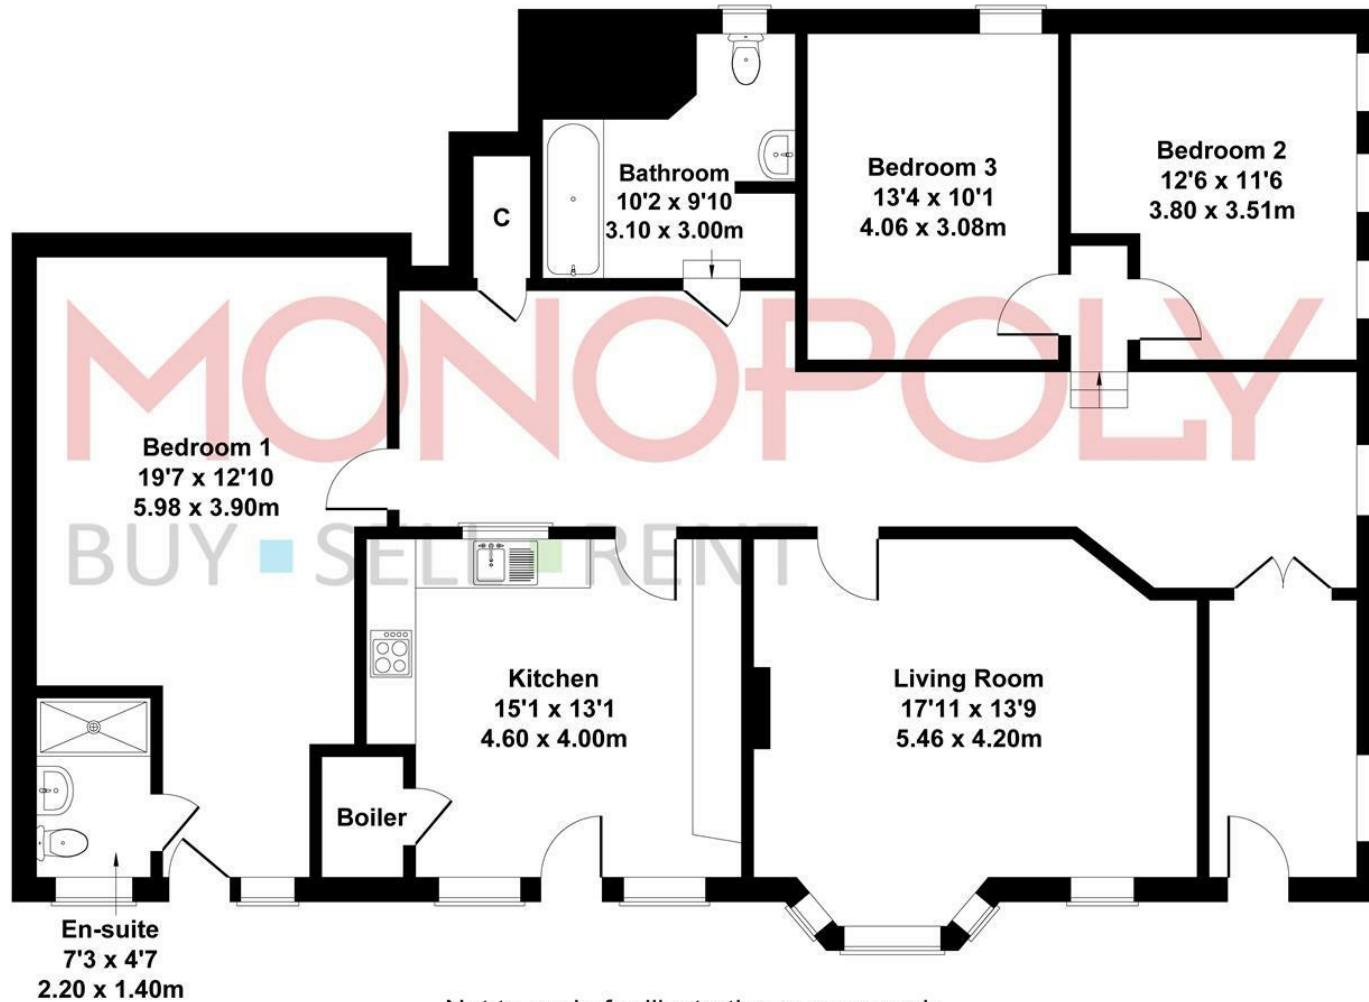 Bathroom
10'2 x 9'10
3.10 x 3.00m
Bedroom 3
13'4 x 10'1
4.06 x 3.08m
Bedroom 2
12'6 x 11'6
3.80 x 3.51m
C
MONOPOLY
BUY SELL RENT
Bedroom 1
19'7 x 12'10
5.98 x 3.90m
Kitchen
15'1 x 13'1
4.60 x 4.00m
Living Room
17'11 x 13'9
5.46 x 4.20m
Boiler
En-suite
7'3 x 4'7
2.20 x 1.40m